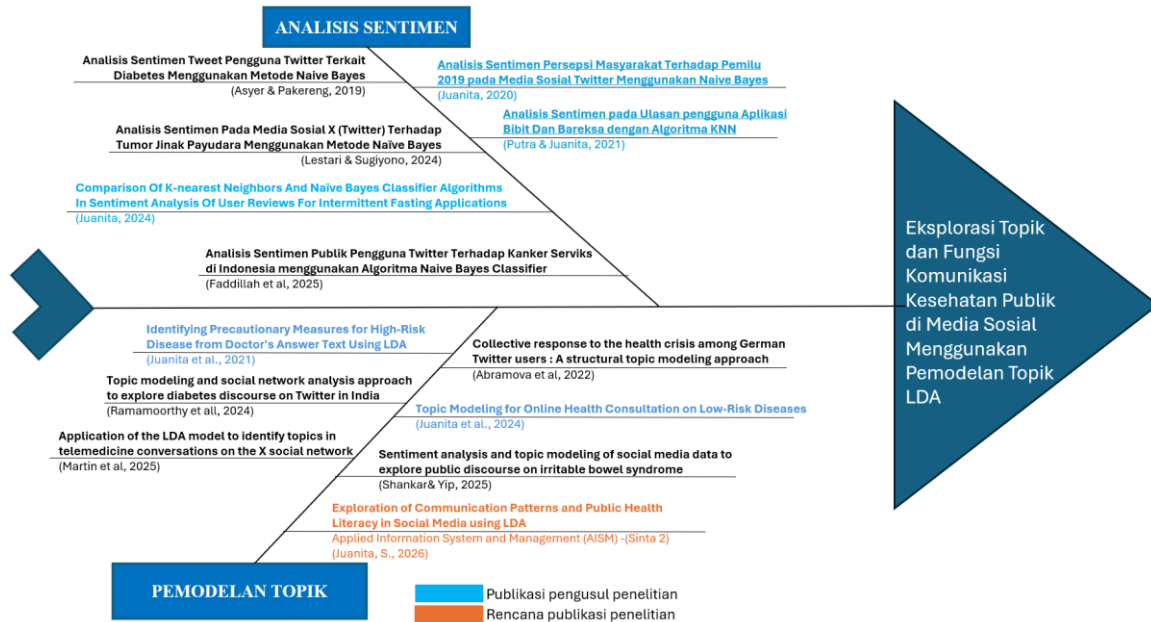 ANALISIS SENTIMEN
Analisis Sentimen Tweet Pengguna Twitter Terkait
Diabetes Menggunakan Metode Naive Bayes
(Asyer & Pakereng, 2019)
Analisis Sentimen Persepsi Masyarakat Terhadap Pemilu
2019 pada Media Sosial Twitter Menggunakan Naive Bayes
(Juanita, 2020)
Analisis Sentimen Pada Media Sosial X (Twitter) Terhadap
Tumor Jinak Payudara Menggunakan Metode Naïve Bayes
(Lestari & Sugiyono, 2024)
Analisis Sentimen pada Ulasan pengguna Aplikasi
Bibit Dan Bareksa dengan Algoritma KNN
(Putra & Juanita, 2021)
Comparison Of K-nearest Neighbors And Naïve Bayes Classifier Algorithms
In Sentiment Analysis Of User Reviews For Intermittent Fasting Applications
(Juanita, 2024)
Analisis Sentimen Publik Pengguna Twitter Terhadap Kanker Serviks
di Indonesia menggunakan Algoritma Naive Bayes Classifier
(Faddillah et al, 2025)
Eksplorasi Topik
dan Fungsi
Komunikasi
Kesehatan Publik
di Media Sosial
Menggunakan
Pemodelan Topik
LDA
Identifying Precautionary Measures for High-Risk
Disease from Doctor's Answer Text Using LDA
(Juanita et al., 2021)
Collective response to the health crisis among German
Twitter users : A structural topic modeling approach
(Abramova et al, 2022)
Topic modeling and social network analysis approach
to explore diabetes discourse on Twitter in India
(Ramamoorthy etall, 2024)
Topic Modeling for Online Health Consultation on Low-Risk Diseases
(Juanita et al., 2024)
Application of the LDA model to identify topics in
telemedicine conversations on the X social network
(Martin et al, 2025)
Sentiment analysis and topic modeling of social media data to
explore public discourse on irritable bowel syndrome
(Shankar& Yip, 2025)
Exploration of Communication Patterns and Public Health
Literacy in Social Media using LDA
Applied Information System and Management (AISM) -(Sinta 2)
(Juanita, S., 2026)
PEMODELAN TOPIK
Publikasi pengusul penelitian
Rencana publikasi penelitian